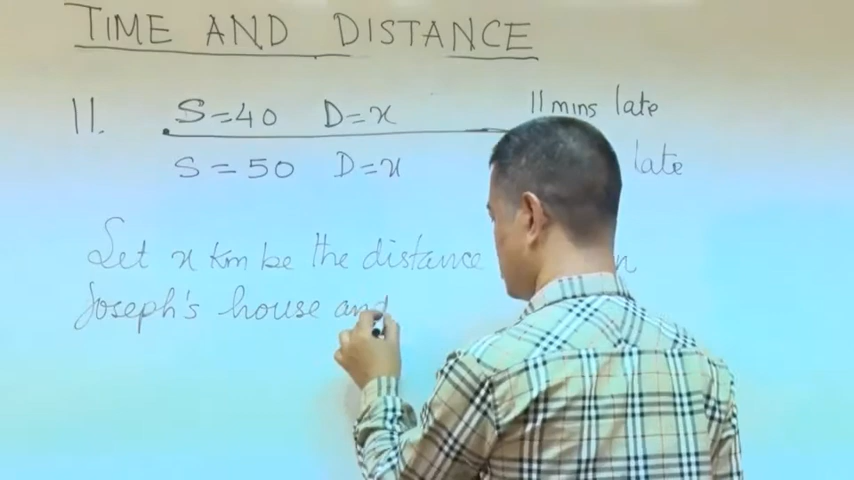 TIME AND DISTANCE
11. S=40 D=x 11 mins late
S=50 D=x late
Let x km be the distance
Joseph's house and